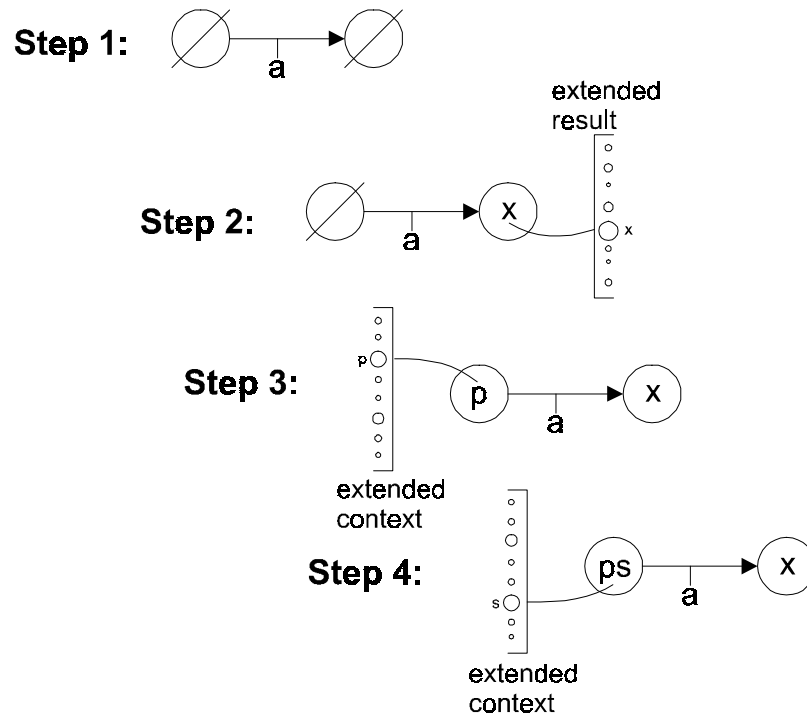 Step 1:
a
extended
result
Step 2:
x
a
x
p
Step 3:
p
a
x
extended
context
Step 4:
ps
a
x
s
extended
context